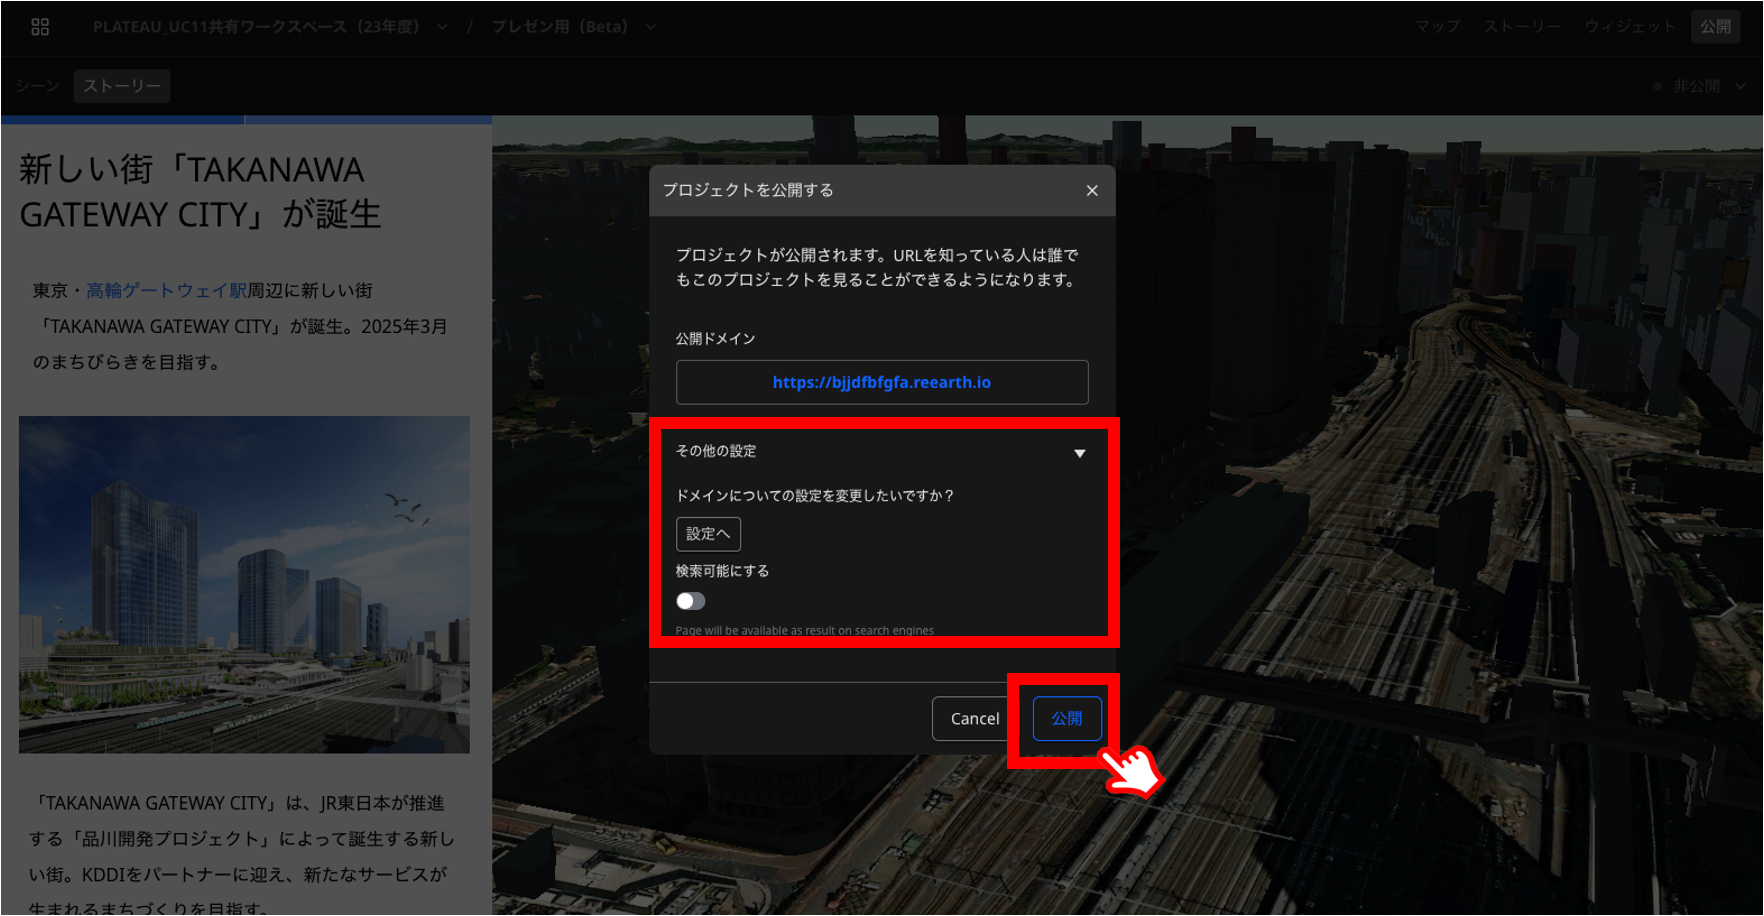 PLATEAU_UC11共有ワークスペース（23年度） / プレゼン用（Beta）
マップ ストーリー ウィジェット 公開
シーン ストーリー
非公開
新しい街「TAKANAWA
GATEWAY CITY」が誕生
東京・高輪ゲートウェイ駅周辺に新しい街
「TAKANAWA GATEWAY CITY」が誕生。2025年3月
のまちびらきを目指す。
「TAKANAWA GATEWAY CITY」は、JR東日本が推進
する「品川開発プロジェクト」によって誕生する新し
い街。KDDIをパートナーに迎え、新たなサービスが
生まれるまちづくりを目指す。
プロジェクトを公開する
プロジェクトが公開されます。URLを知っている人は誰で
もこのプロジェクトを見ることができるようになります。
公開ドメイン
https://bjjdfbfgfa.reearth.io
その他の設定
ドメインについての設定を変更したいですか？
設定へ
検索可能にする
Page will be available as result on search engines
Cancel
公開